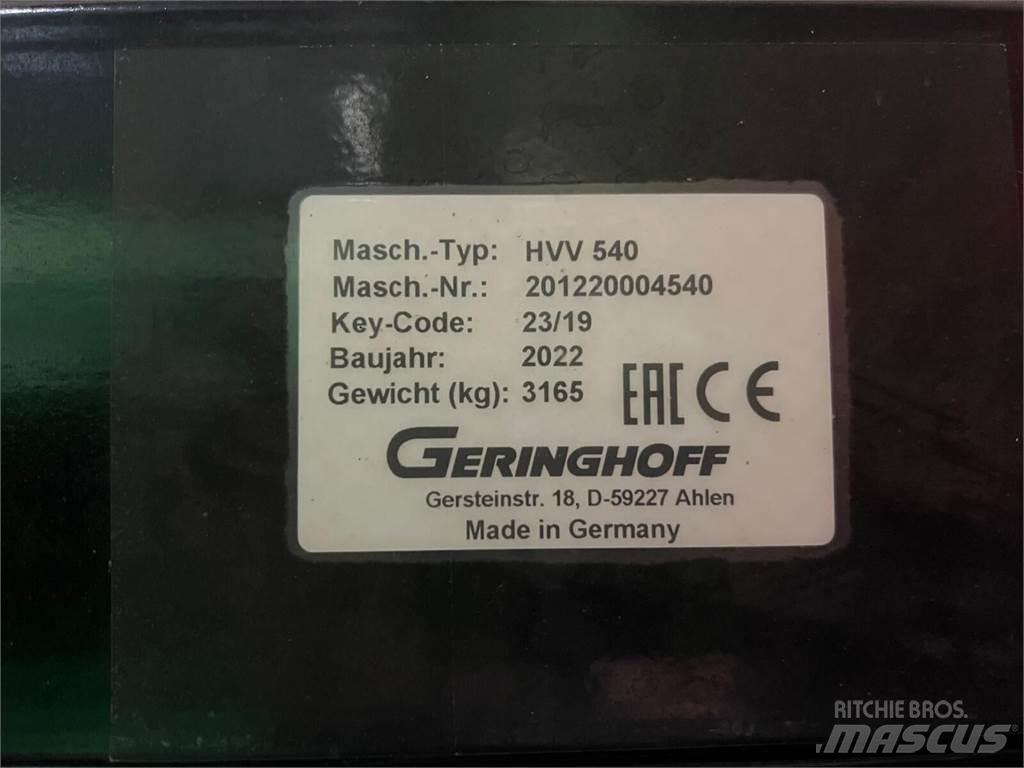 Masch.-Typ: HVV 540
Masch.-Nr.: 201220004540
Key-Code: 23/19
Baujahr: 2022
Gewicht (kg): 3165
EAC CE
GERINGHOFF
Gersteinstr. 18, D-59227 Ahlen
Made in Germany
RITCHIE BROS.
MASCUS